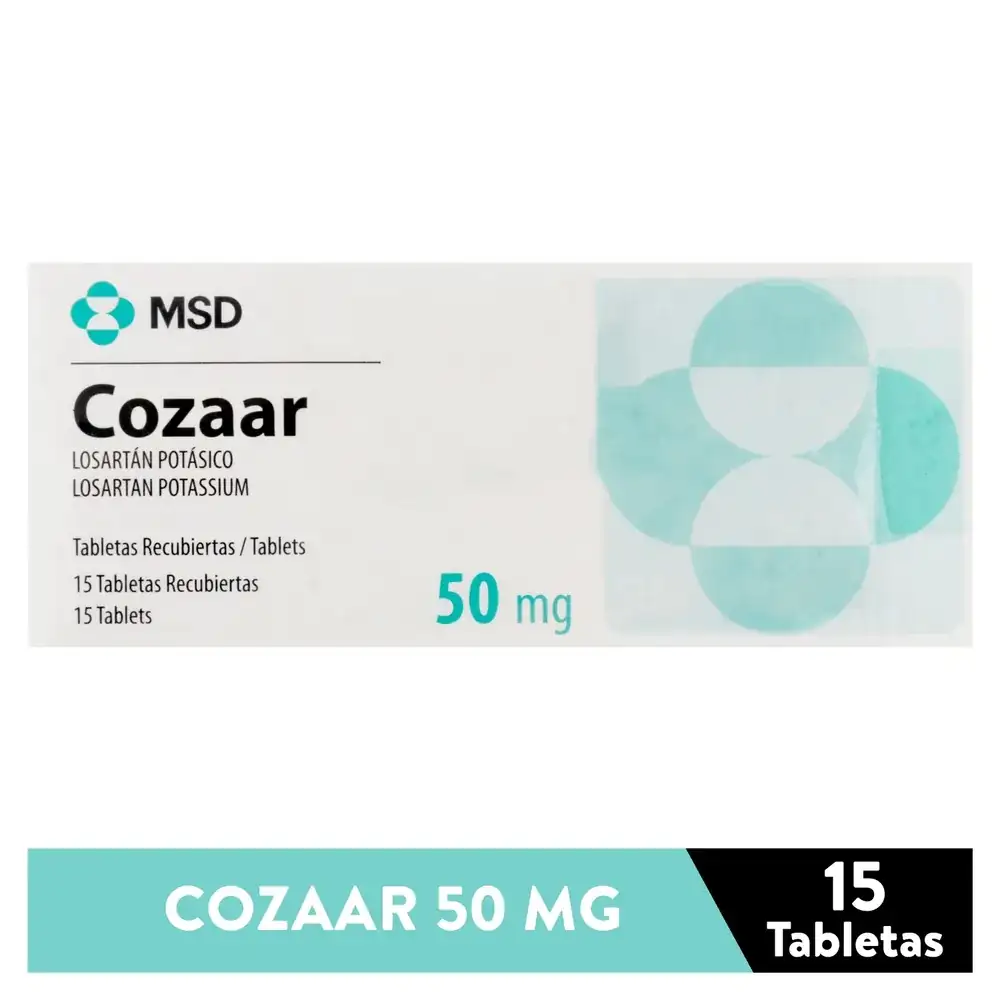 MSD
Cozaar
LOSARTÁN POTÁSICO
LOSARTAN POTASSIUM
Tabletas Recubiertas / Tablets
15 Tabletas Recubiertas
15 Tablets
50 mg
COZAAR 50 MG
15
Tabletas